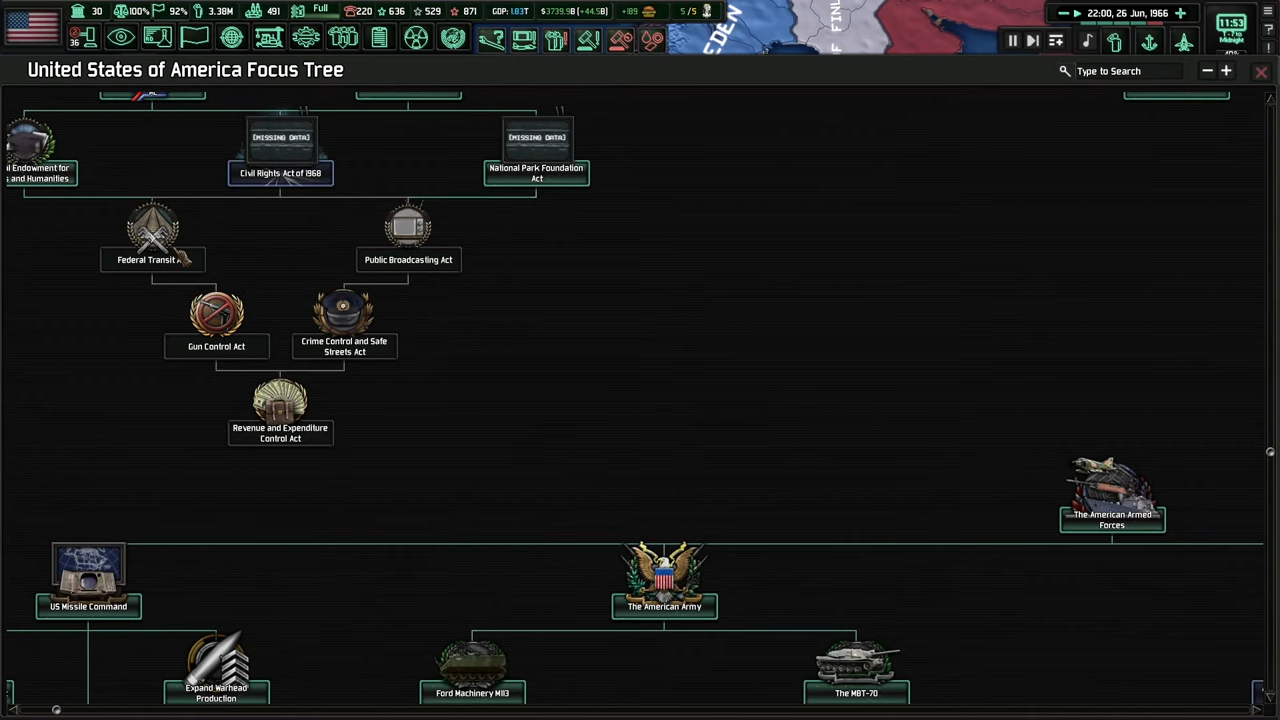 30 100% 92% 3.38M 491 Full 220 636 529 871 GDP: 1.83T $3739.9B (+44.5B) +189 5/5
22:00, 26 Jun, 1966
11:53
36
United States of America Focus Tree
Type to Search
[MISSING DATA]
[MISSING DATA]
l Endowment for
s and Humanities
Civil Rights Act of 1968
National Park Foundation
Act
Federal Transit
Public Broadcasting Act
Gun Control Act
Crime Control and Safe
Streets Act
Revenue and Expenditure
Control Act
The American Armed
Forces
US Missile Command
The American Army
Expand Warhead
Production
Ford Machinery M113
The MBT-70